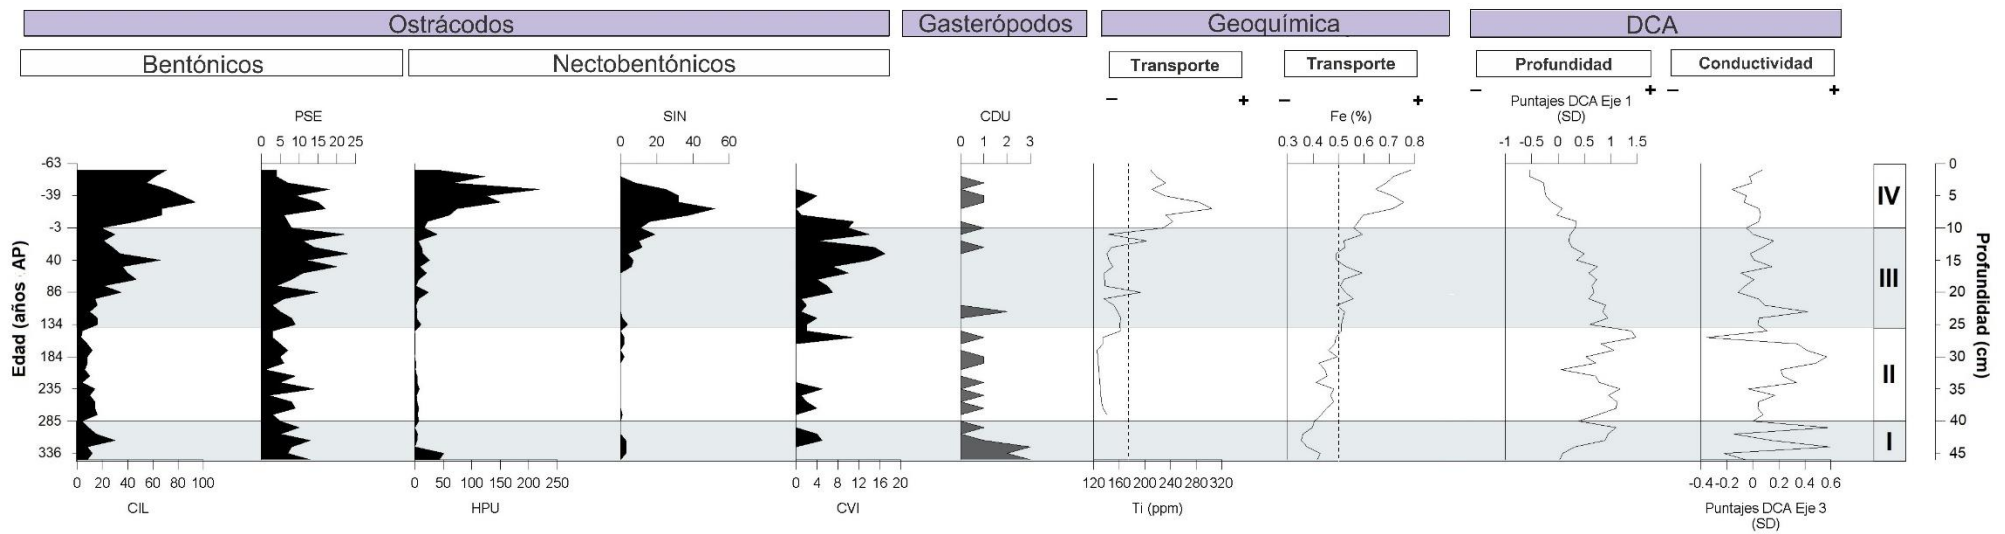 Ostrácodos Gasterópodos Geoquímica DCA
Bentónicos Nectobentónicos Transporte Transporte Profundidad Conductividad
− + − + − + − +
PSE SIN CDU Fe (%) Puntajes DCA Eje 1
(SD)
0 5 10 15 20 25 0 20 40 60 0 1 2 3 0.3 0.4 0.5 0.6 0.7 0.8 -1 -0.5 0 0.5 1 1.5
-63 0
-39 5 IV
-3 10
40 15
86 20 III
134 25
184 30
235 35 II
285 40
336 45 I
Edad (años AP)
Profundidad (cm)
0 20 40 60 80 100 0 50 100 150 200 250 0 4 8 12 16 20 120 160 200 240 280 320 -0.4 -0.2 0 0.2 0.4 0.6
CIL HPU CVI Ti (ppm) Puntajes DCA Eje 3
(SD)